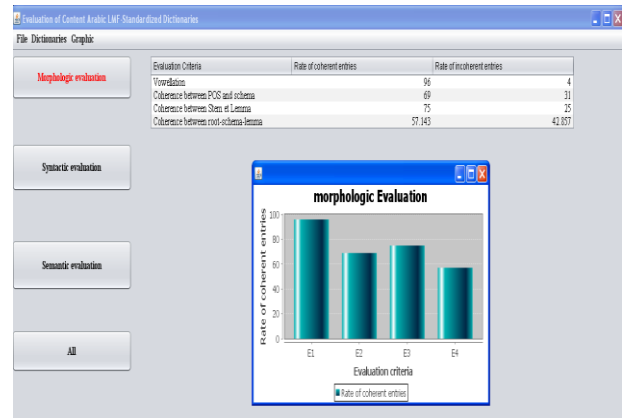 Evaluation of Content Arabic LMF Standardized Dictionaries
File Dictionaries Graphic
Morphologic evaluation
Evaluation Criteria Rate of coherent entries Rate of incoherent entries
Vowellation 96 4
Coherence between POS and schema 69 31
Coherence between Stem et Lemma 75 25
Coherence between root-schema-lemma 57.143 42.857
Syntactic evaluation
Semantic evaluation
All
morphologic Evaluation
Rate of coherent entries
100
80
60
40
20
0
E1 E2 E3 E4
Evaluation criteria
Rate of coherent entries